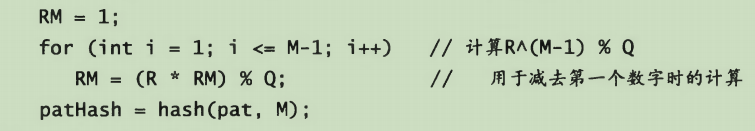 RM = 1;
for (int i = 1; i <= M-1; i++) // 计算R^(M-1) % Q
RM = (R * RM) % Q; // 用于减去第一个数字时的计算
patHash = hash(pat, M);